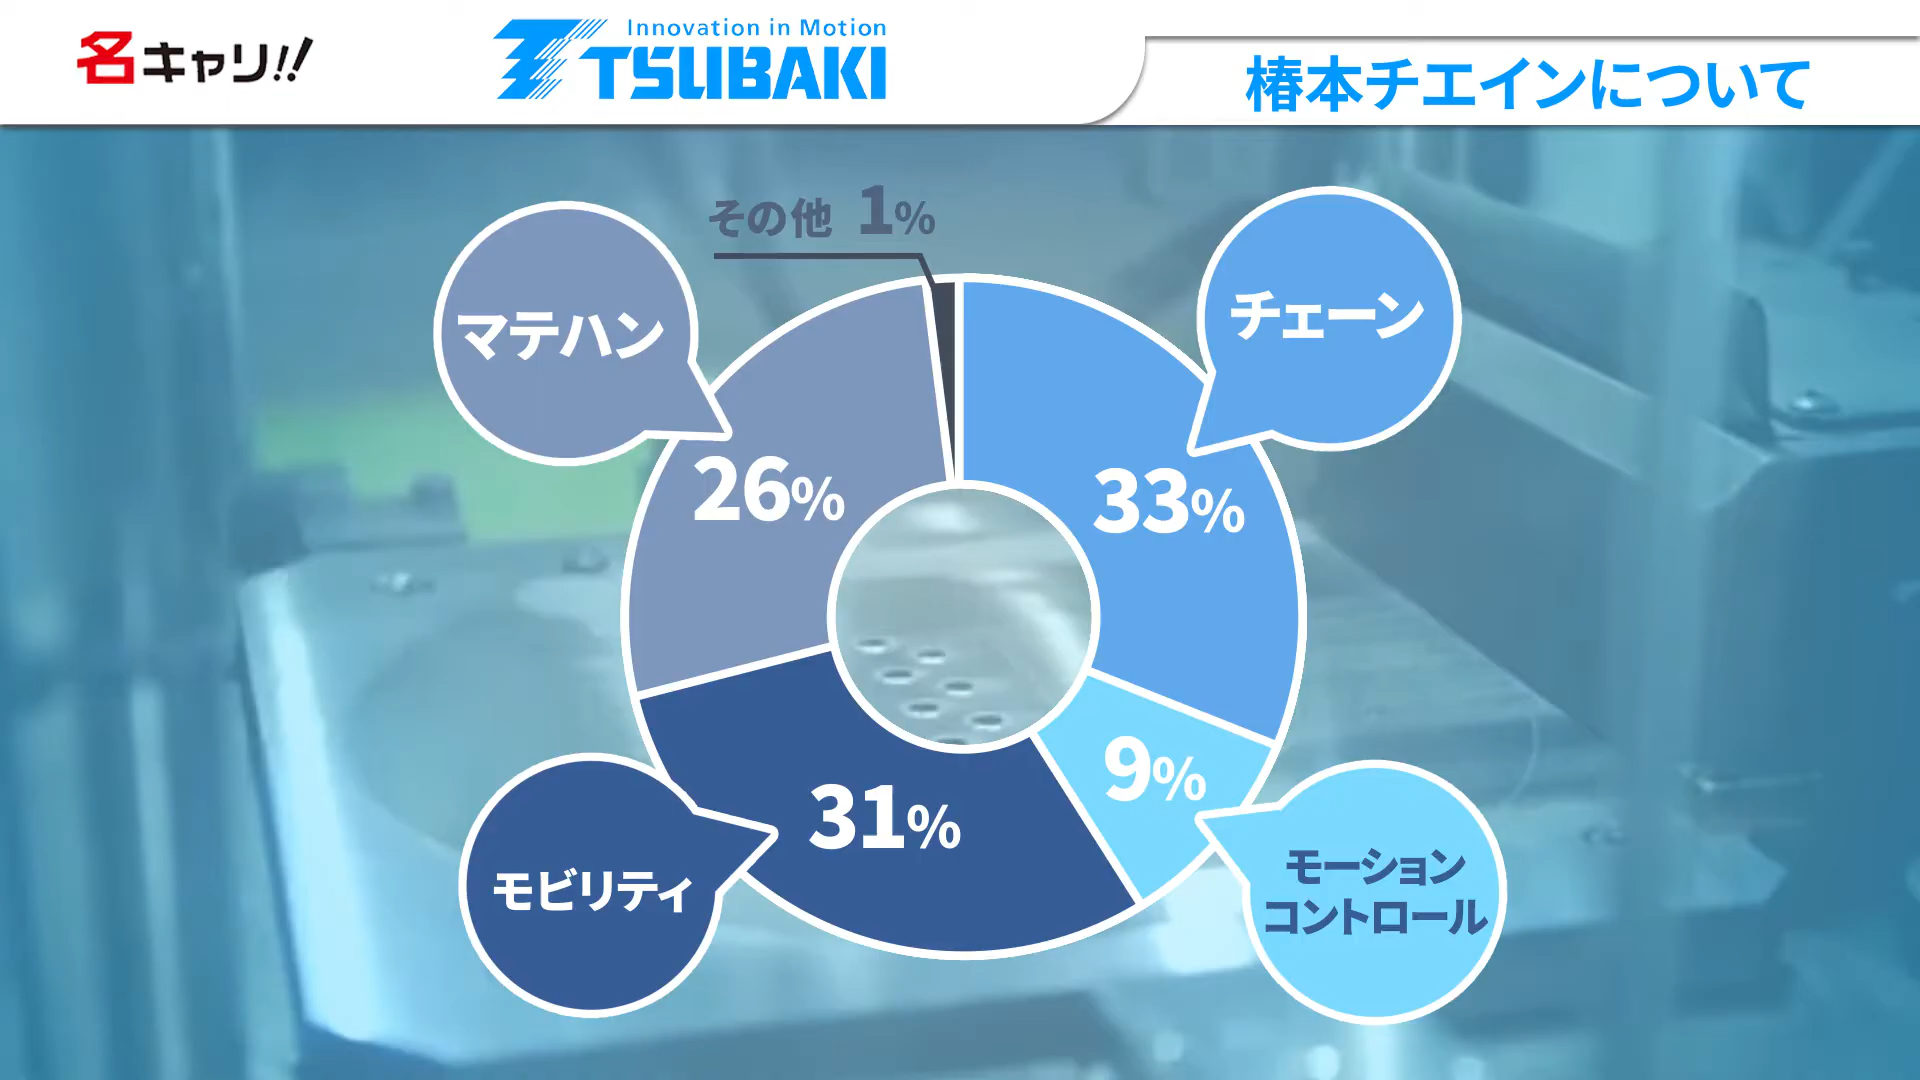 名キャリ!!
Innovation in Motion
TSUBAKI
椿本チエインについて
その他 1%
マテハン
チェーン
26%
33%
9%
31%
モビリティ
モーション
コントロール